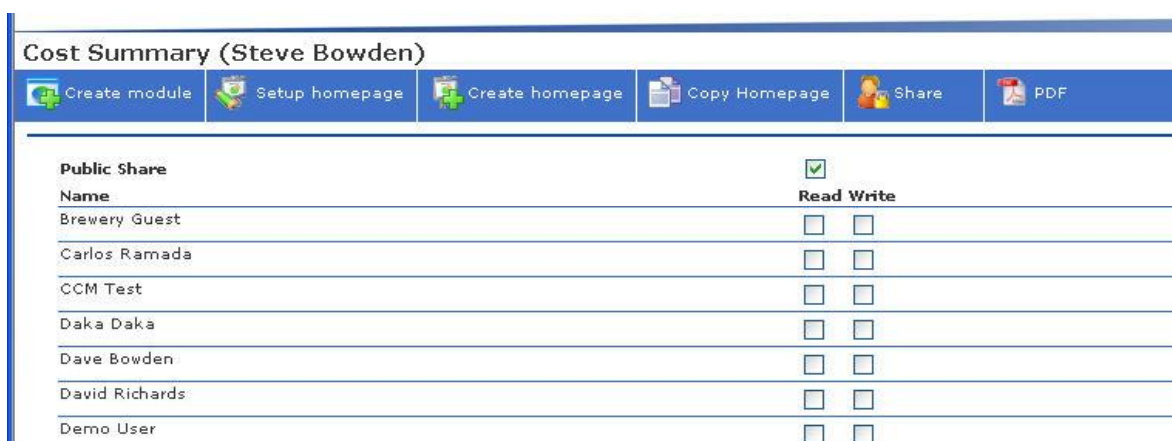 Cost Summary (Steve Bowden)
Create module Setup homepage Create homepage Copy Homepage Share PDF
Public Share
Name Read Write
Brewery Guest
Carlos Ramada
CCM Test
Daka Daka
Dave Bowden
David Richards
Demo User